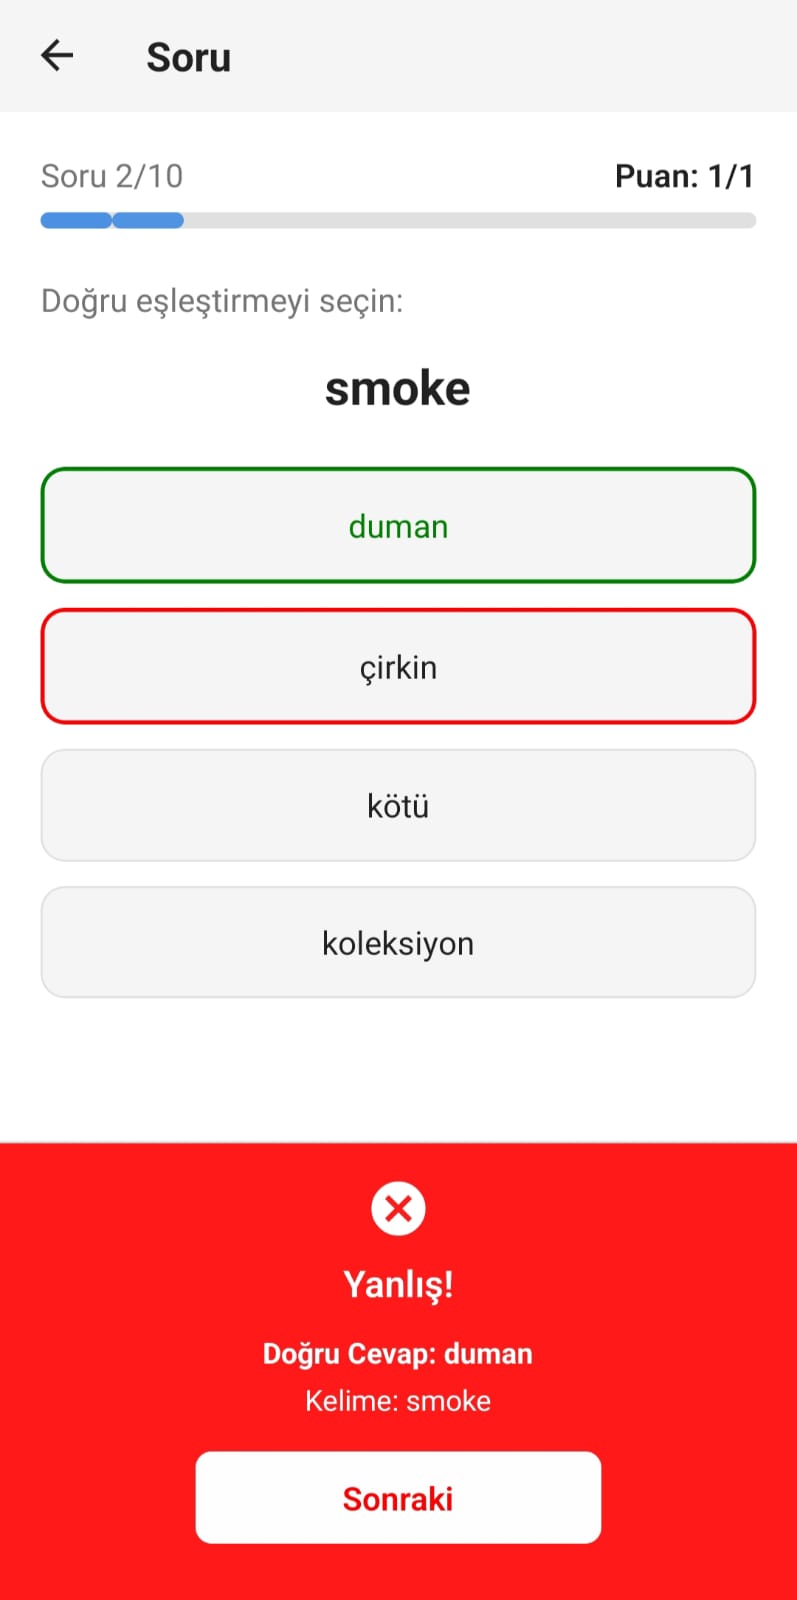 Soru
Soru 2/10
Puan: 1/1
Doğru eşleştirmeyi seçin:
smoke
duman
çirkin
kötü
koleksiyon
Yanlış!
Doğru Cevap: duman
Kelime: smoke
Sonraki